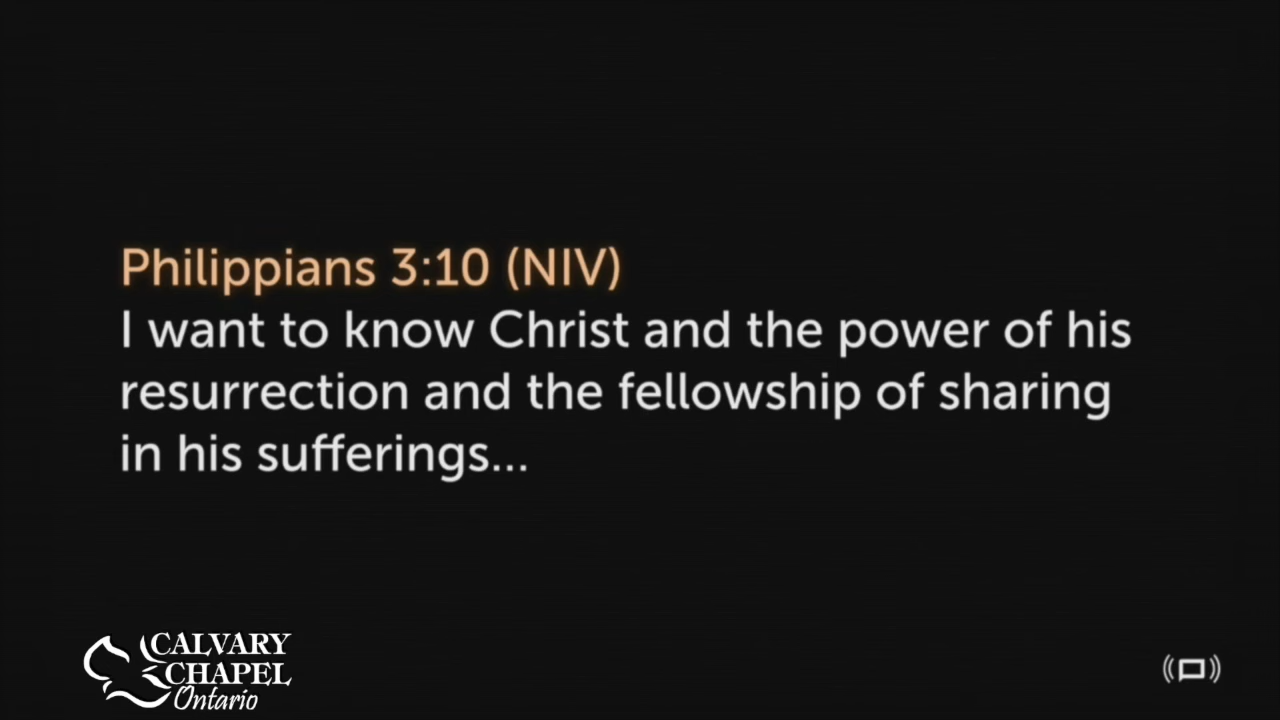 Philippians 3:10 (NIV)
I want to know Christ and the power of his
resurrection and the fellowship of sharing
in his sufferings...
CALVARY
CHAPEL
Ontario